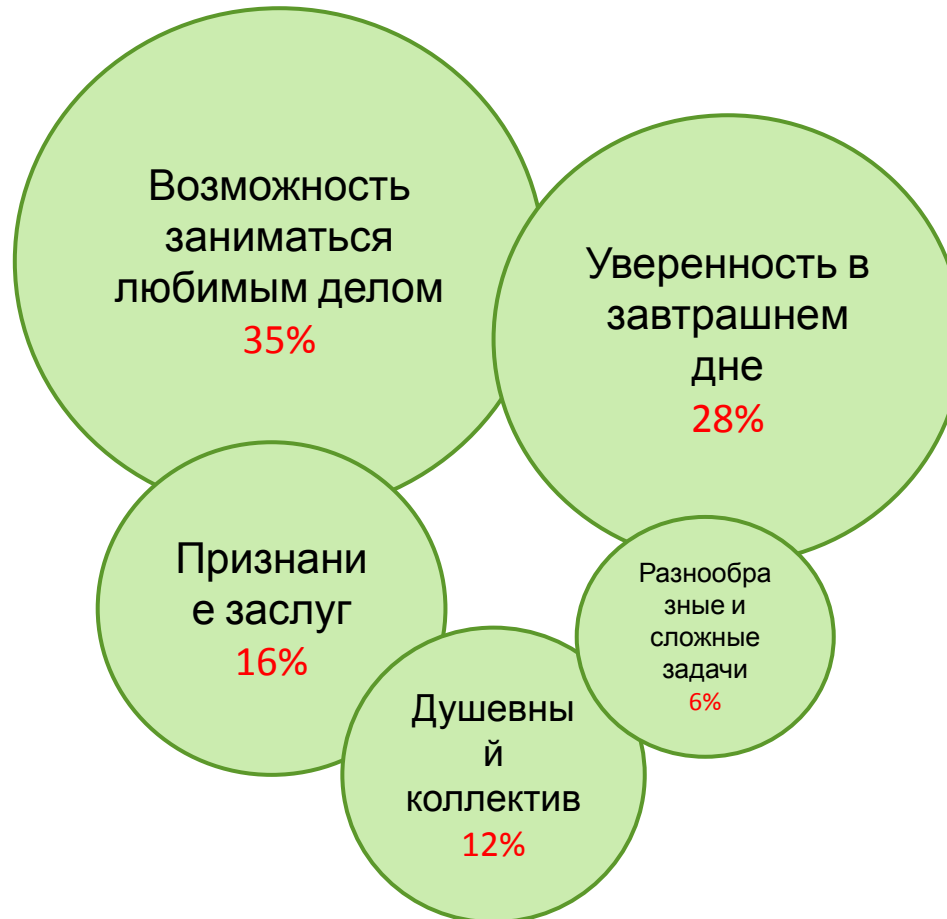 Возможность
заниматься
любимым делом
35%
Уверенность в
завтрашнем
дне
28%
Признани
е заслуг
16%
Разнообра
зные и
сложные
задачи
6%
Душевны
й
коллектив
12%